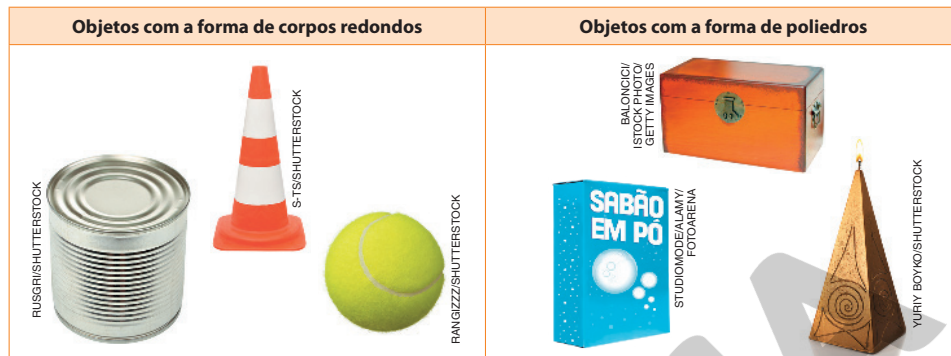 Objetos com a forma de corpos redondos
Objetos com a forma de poliedros
RUSGRI/SHUTTERSTOCK
S-TS/SHUTTERSTOCK
RANGIZZZ/SHUTTERSTOCK
BALONCICI/
ISTOCK PHOTO/
GETTY IMAGES
SABÃO
EM PÓ
STUDIOMODE/ALAMY/
FOTOARENA
YURIY BOYKO/SHUTTERSTOCK